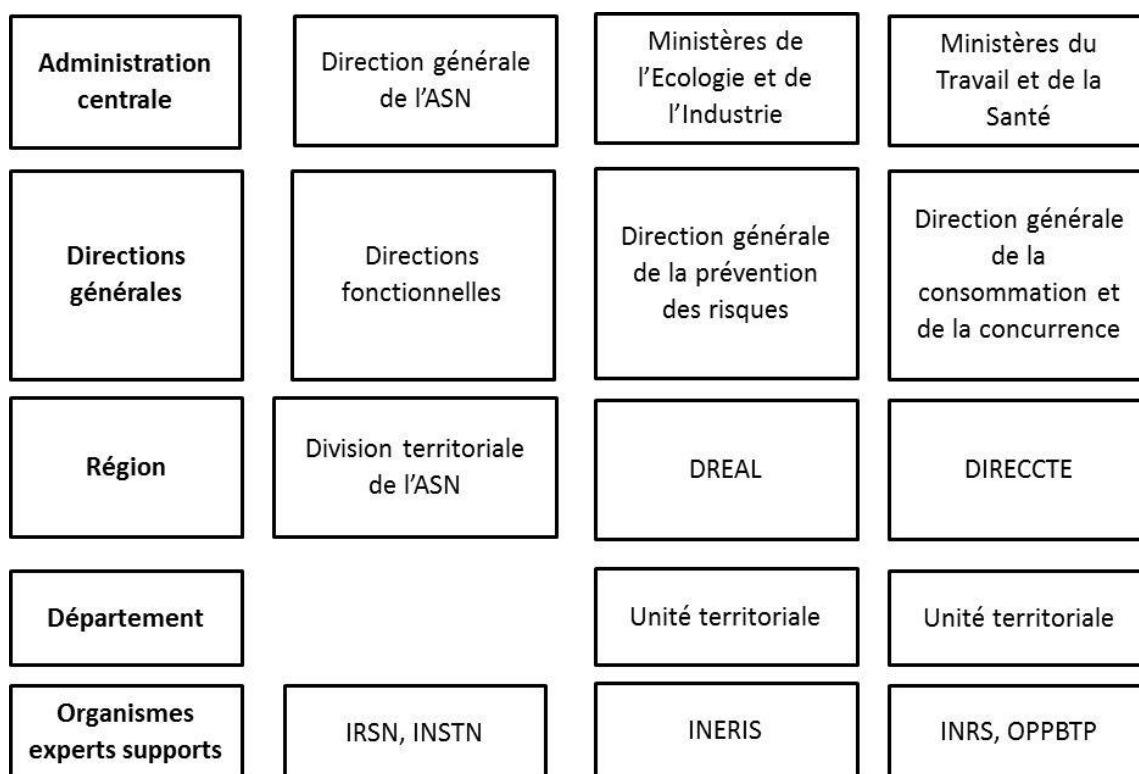 Administration
centrale
Direction générale
de l'ASN
Ministères de
l'Ecologie et de
l'Industrie
Ministères du
Travail et de la
Santé
Directions
générales
Directions
fonctionnelles
Direction générale
de la prévention
des risques
Direction générale
de la
consommation et
de la concurrence
Région
Division territoriale
de l'ASN
DREAL
DIRECCTE
Département
Unité territoriale
Unité territoriale
Organismes
experts supports
IRSN, INSTN
INERIS
INRS, OPPBTP